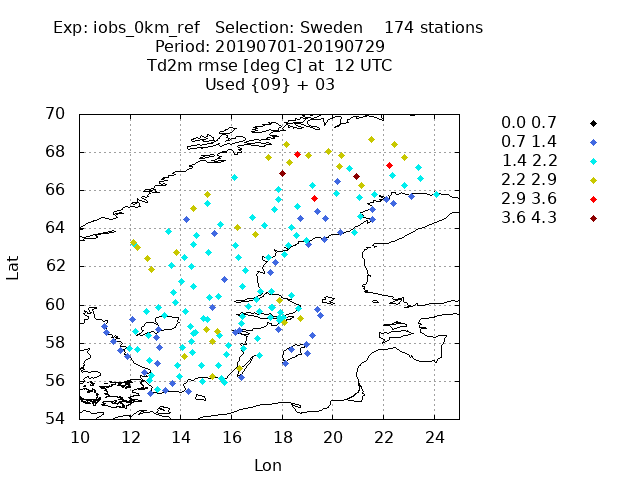 Exp: iobs_0km_ref   Selection: Sweden    174 stations
Period: 20190701-20190729
Td2m rmse [deg C] at  12 UTC
Used {09} + 03
70
68
66
64
62
60
58
56
54
10 12 14 16 18 20 22 24
Lat
Lon
0.0 0.7
0.7 1.4
1.4 2.2
2.2 2.9
2.9 3.6
3.6 4.3